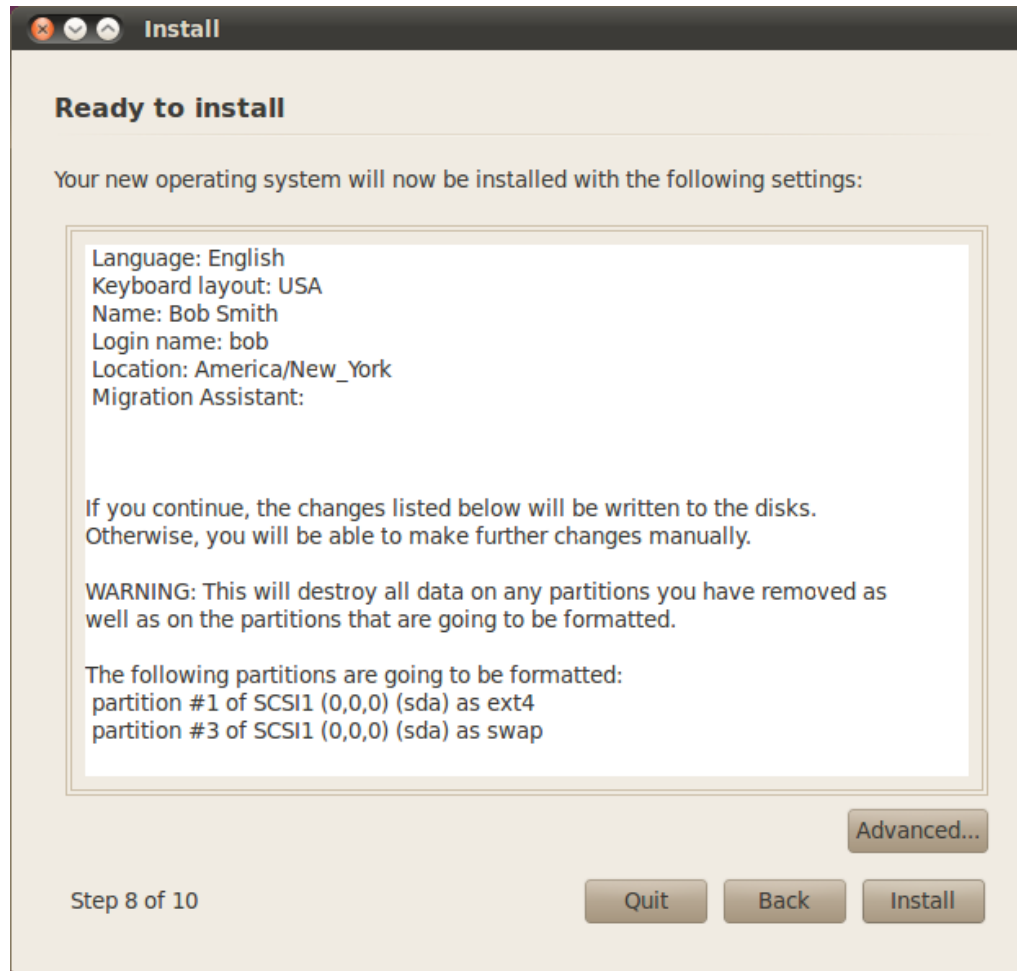 Install
Ready to install
Your new operating system will now be installed with the following settings:
Language: English
Keyboard layout: USA
Name: Bob Smith
Login name: bob
Location: America/New_York
Migration Assistant:
If you continue, the changes listed below will be written to the disks.
Otherwise, you will be able to make further changes manually.
WARNING: This will destroy all data on any partitions you have removed as
well as on the partitions that are going to be formatted.
The following partitions are going to be formatted:
partition #1 of SCSI1 (0,0,0) (sda) as ext4
partition #3 of SCSI1 (0,0,0) (sda) as swap
Advanced...
Step 8 of 10 Quit Back Install